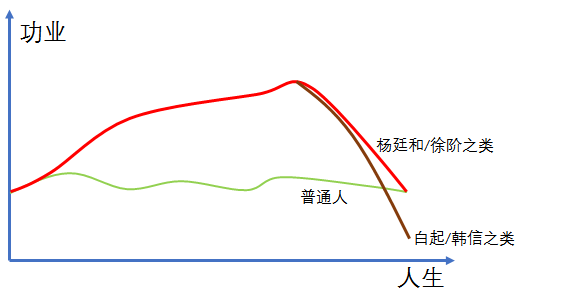 功业
杨廷和/徐阶之类
普通人
白起/韩信之类
人生